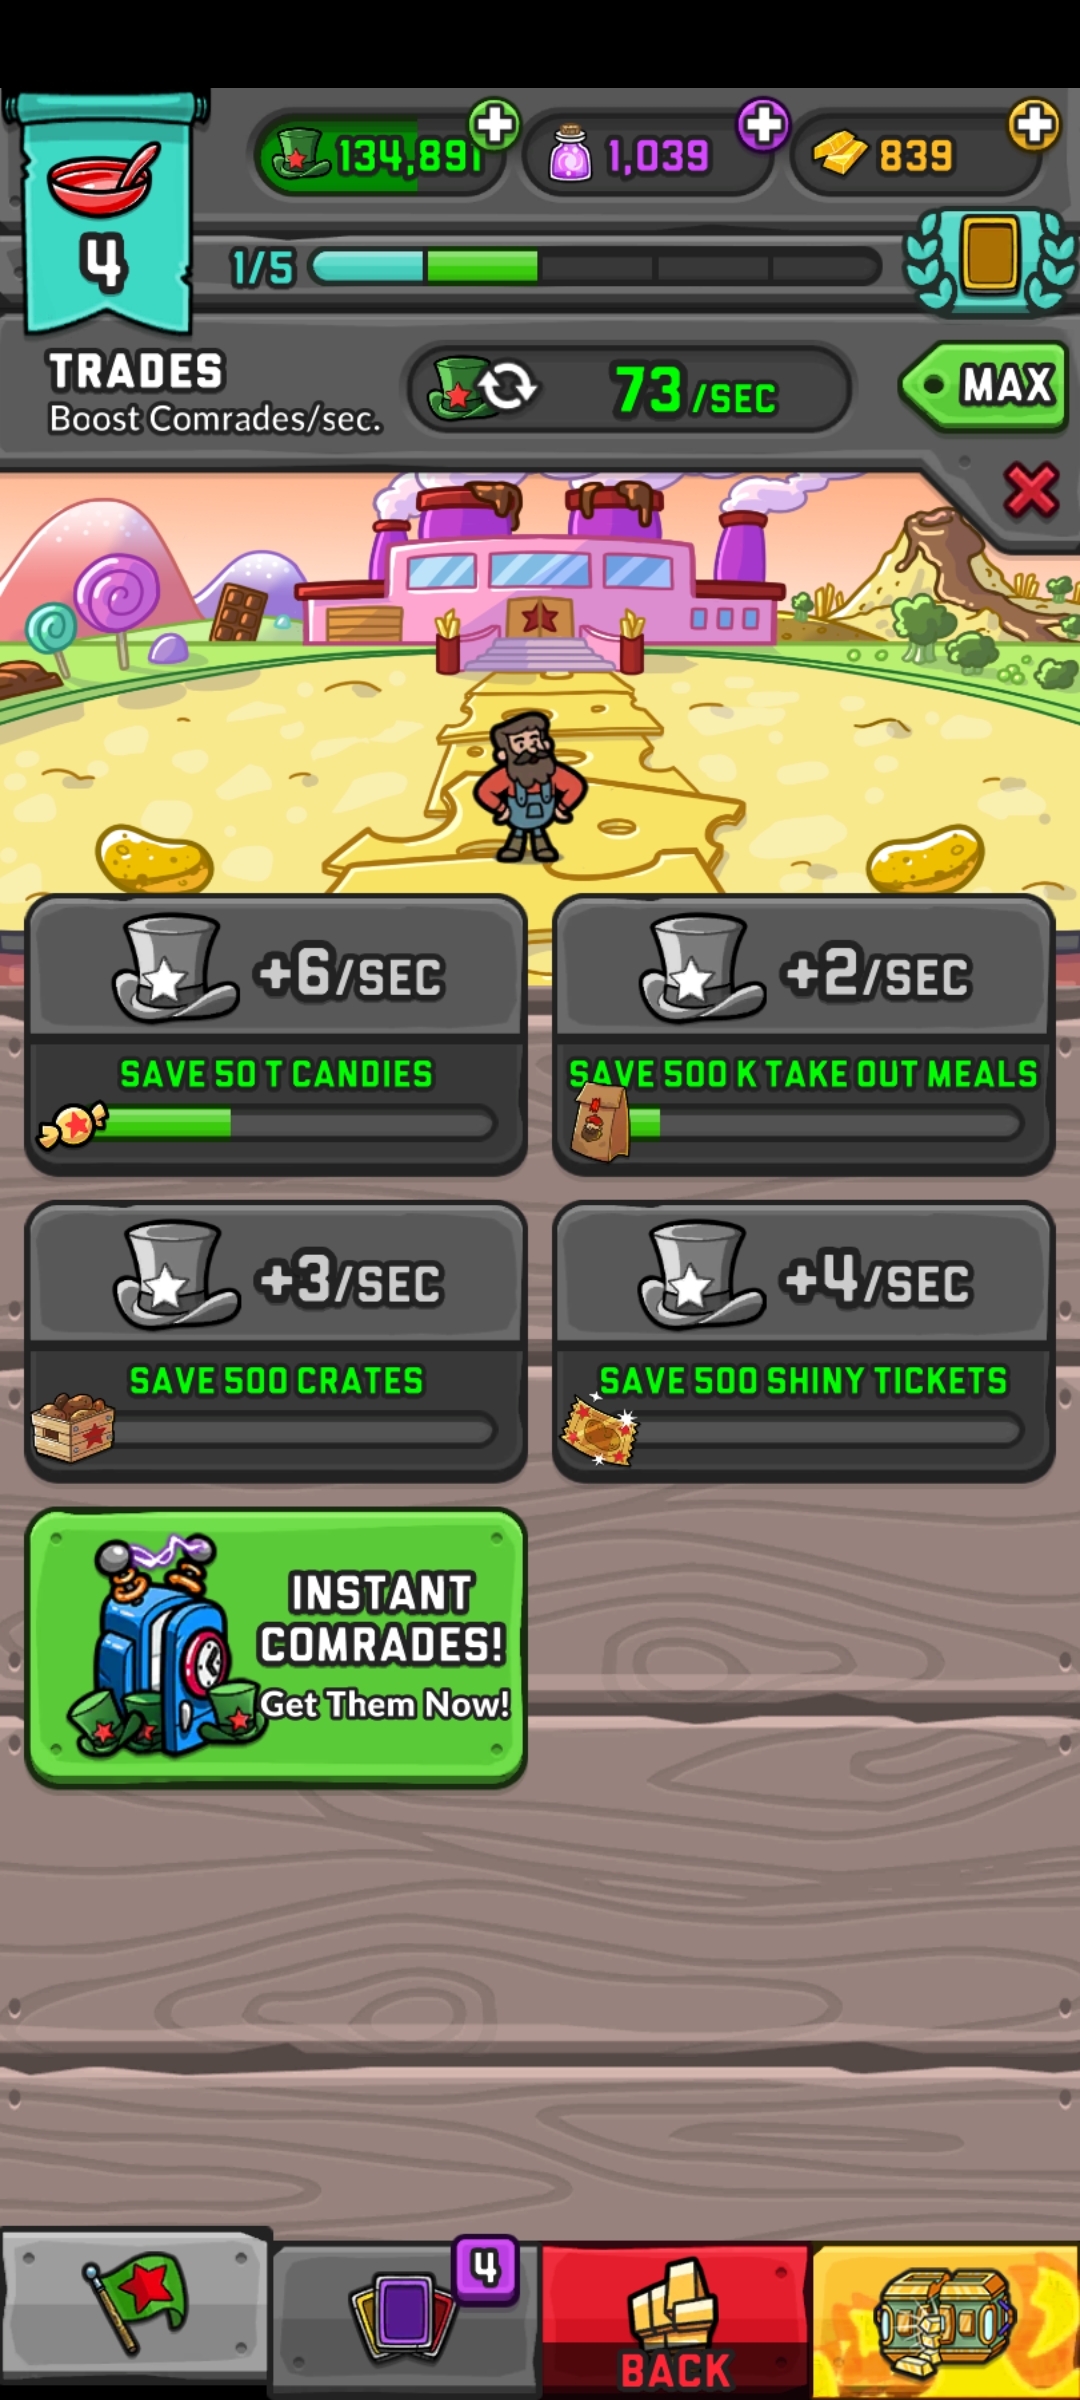 134,891
1,039
839
4
1/5
TRADES
Boost Comrades/sec.
73/SEC
MAX
+6/SEC
+2/SEC
SAVE 50 T CANDIES
SAVE 500 K TAKE OUT MEALS
+3/SEC
+4/SEC
SAVE 500 CRATES
SAVE 500 SHINY TICKETS
INSTANT
COMRADES!
Get Them Now!
4
BACK